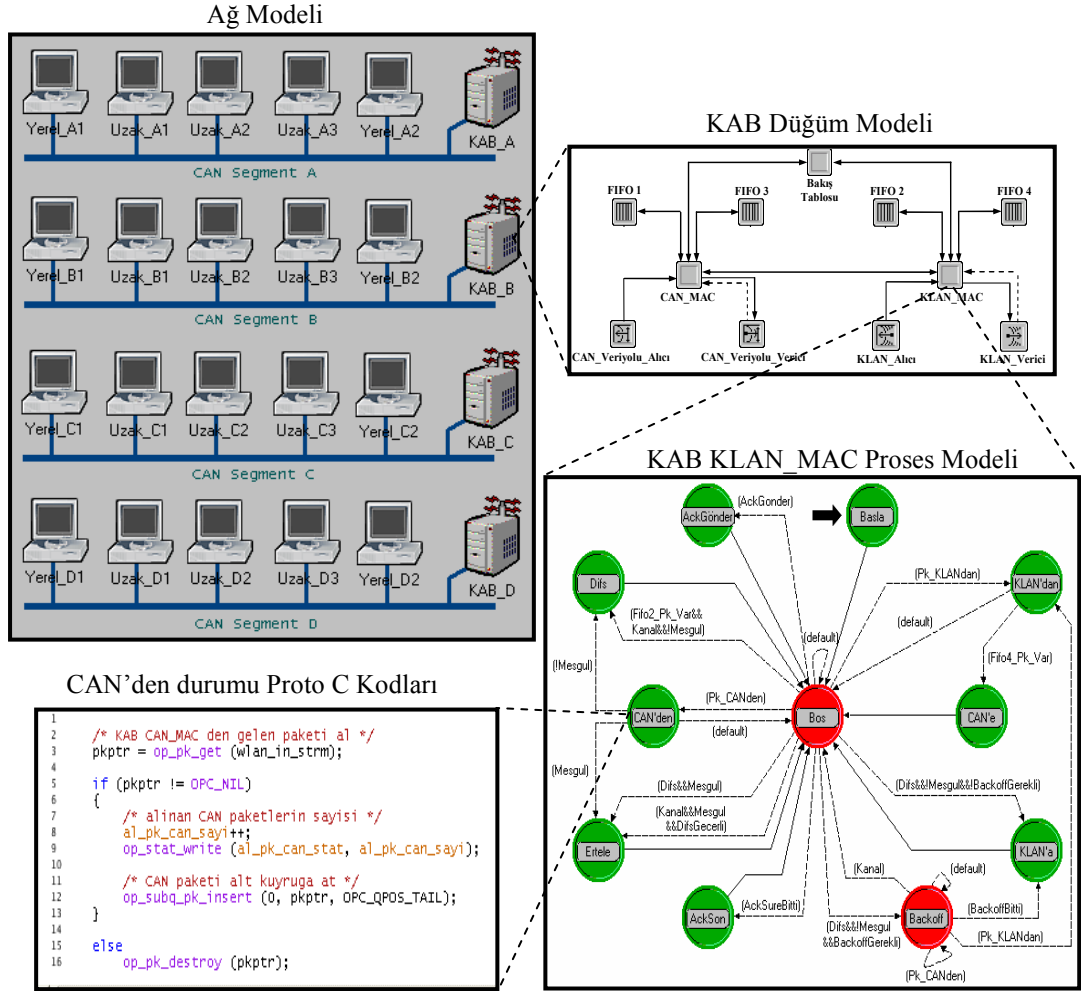 Ağ Modeli
Yerel_A1 Uzak_A1 Uzak_A2 Uzak_A3 Yerel_A2 KAB_A
CAN Segment A
Yerel_B1 Uzak_B1 Uzak_B2 Uzak_B3 Yerel_B2 KAB_B
CAN Segment B
Yerel_C1 Uzak_C1 Uzak_C2 Uzak_C3 Yerel_C2 KAB_C
CAN Segment C
Yerel_D1 Uzak_D1 Uzak_D2 Uzak_D3 Yerel_D2 KAB_D
CAN Segment D
KAB Düğüm Modeli
Bakış
Tablosu
FIFO 1 FIFO 3 FIFO 2 FIFO 4
CAN_MAC KLAN_MAC
CAN_Veriyolu_Alıcı CAN_Veriyolu_Verici KLAN_Alıcı KLAN_Verici
KAB KLAN_MAC Proses Modeli
AckGönder
(AckGonder)
Basla
Difs
(Pk_KLANdan)
KLAN'dan
(Fifo2_Pk_Var&&
Kanal&&!Mesgul)
(default)
(default)
(!Mesgul)
(Fifo4_Pk_Var)
CAN'den
(Pk_CANden)
(default)
Bos
CAN'e
(Mesgul)
(Difs&&Mesgul)
(Difs&&!Mesgul&&!BackoffGerekli)
(Kanal&&Mesgul
&&DifsGecerli)
Ertele
KLAN'a
(Kanal)
(default)
AckSon
(AckSureBitti)
(Difs&&!Mesgul
&&BackoffGerekli)
Backoff
(BackoffBitti)
(Pk_KLANdan)
(Pk_CANden)
CAN’den durumu Proto C Kodları
1
2 /* KAB CAN_MAC den gelen paketi al */
3 pkptr = op_pk_get (wlan_in_strm);
4
5 if (pkptr != OPC_NIL)
6 {
7 /* alinan CAN paketlerin sayisi */
8 al_pk_can_sayi++;
9 op_stat_write (al_pk_can_stat, al_pk_can_sayi);
10
11 /* CAN paketi alt kuyruga at */
12 op_subq_pk_insert (0, pkptr, OPC_QPOS_TAIL);
13 }
14
15 else
16 op_pk_destroy (pkptr);